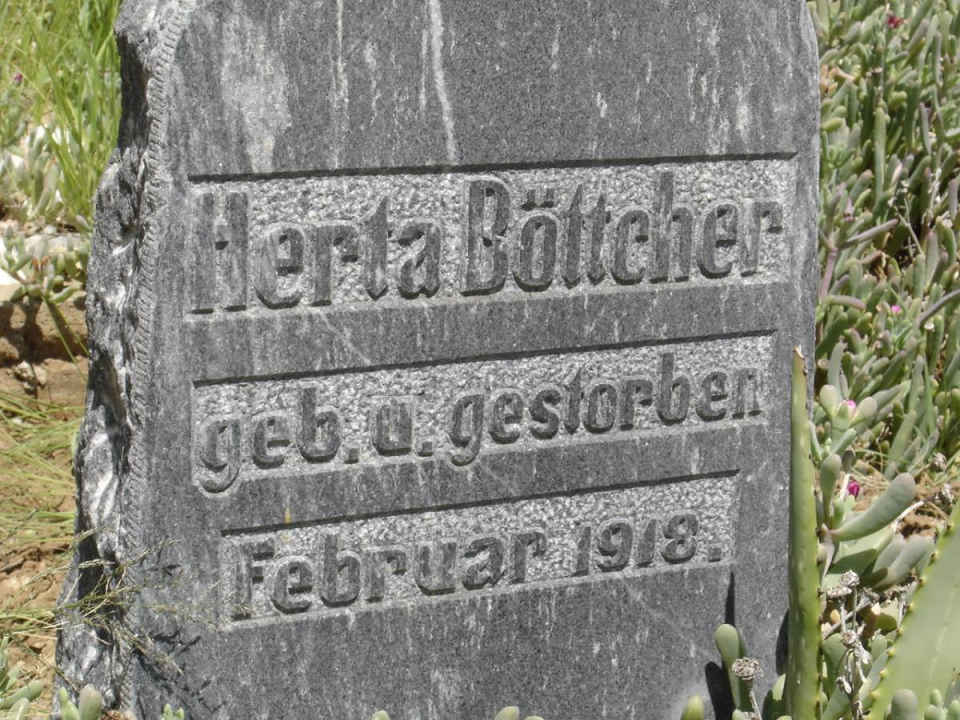 Herta Böttcher
geb. u. gestorben
Februar 1918.